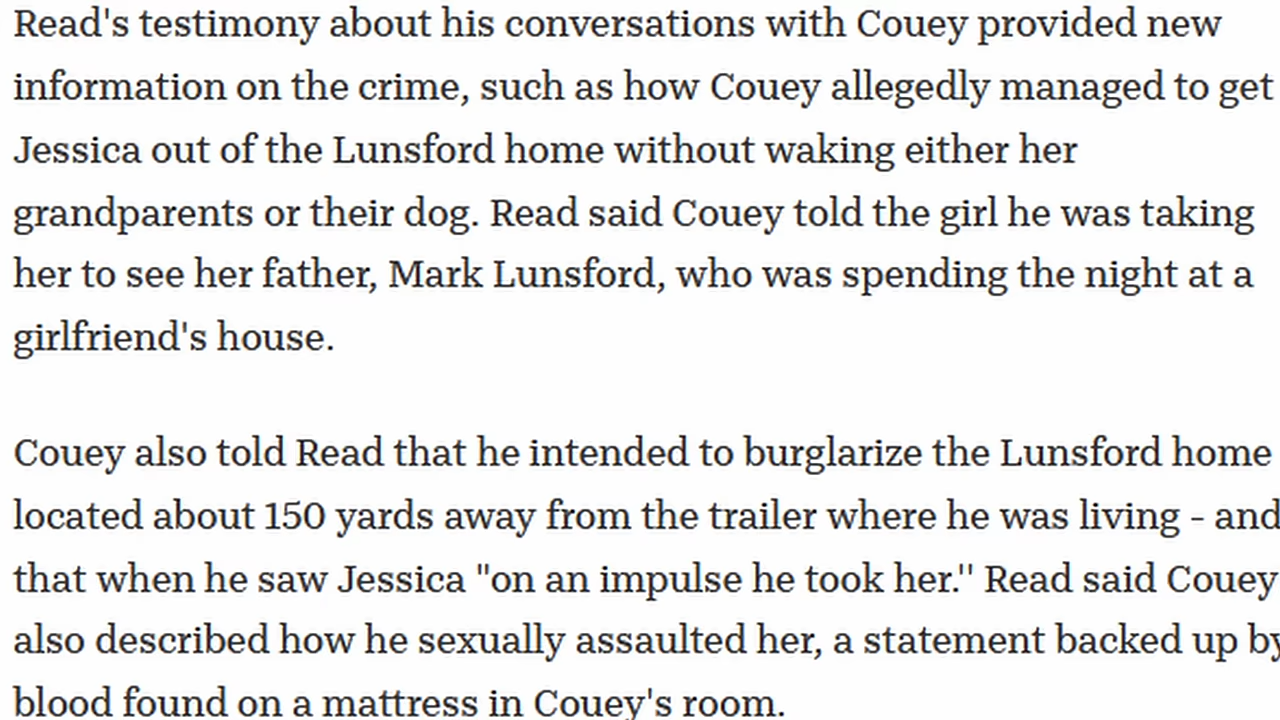 Read's testimony about his conversations with Couey provided new
information on the crime, such as how Couey allegedly managed to get
Jessica out of the Lunsford home without waking either her
grandparents or their dog. Read said Couey told the girl he was taking
her to see her father, Mark Lunsford, who was spending the night at a
girlfriend's house.
Couey also told Read that he intended to burglarize the Lunsford home
located about 150 yards away from the trailer where he was living - and
that when he saw Jessica "on an impulse he took her.'' Read said Couey
also described how he sexually assaulted her, a statement backed up by
blood found on a mattress in Couey's room.